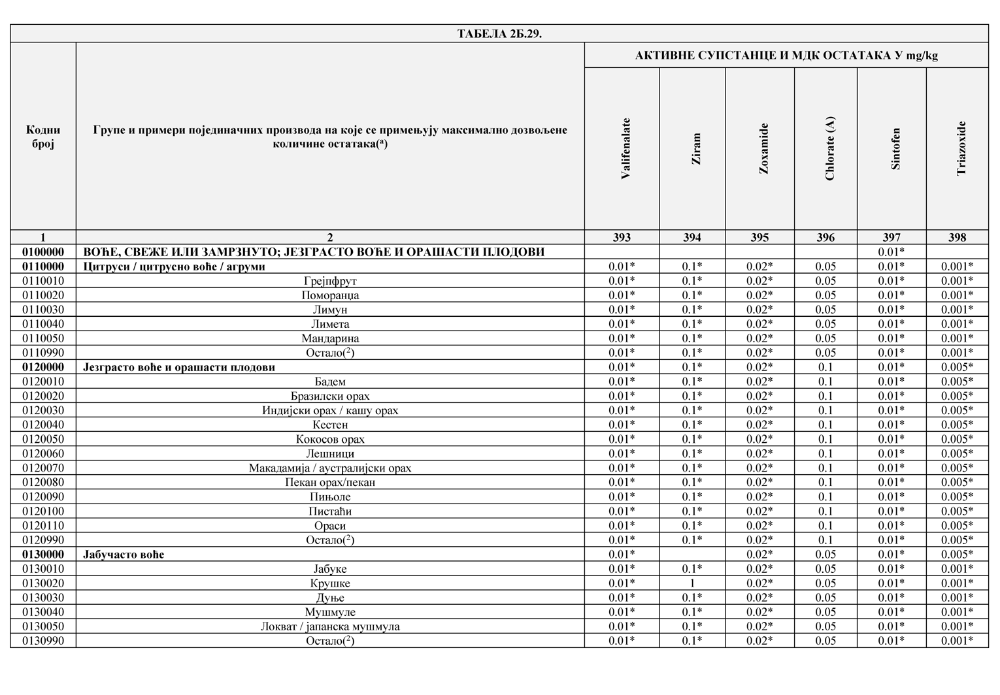 ТАБЕЛА 2Б.29.
Кодни број
Групе и примери појединачних производа на које се примењују максимално дозвољене
количине остатака(ᵃ)
АКТИВНЕ СУПСТАНЦЕ И МДК ОСТАТАКА У mg/kg
Valifenalate
Ziram
Zoxamide
Chlorate (A)
Sintofen
Triazoxide
1 2 393 394 395 396 397 398
0100000 ВОЋЕ, СВЕЖЕ ИЛИ ЗАМРЗНУТО; ЈЕЗГРАСТО ВОЋЕ И ОРАШАСТИ ПЛОДОВИ 0.01*
0110000 Цитруси / цитрусно воће / агруми 0.01* 0.1* 0.02* 0.05 0.01* 0.001*
0110010 Грејпфрут 0.01* 0.1* 0.02* 0.05 0.01* 0.001*
0110020 Поморанџа 0.01* 0.1* 0.02* 0.05 0.01* 0.001*
0110030 Лимун 0.01* 0.1* 0.02* 0.05 0.01* 0.001*
0110040 Лимета 0.01* 0.1* 0.02* 0.05 0.01* 0.001*
0110050 Мандарина 0.01* 0.1* 0.02* 0.05 0.01* 0.001*
0110990 Остало(²) 0.01* 0.1* 0.02* 0.05 0.01* 0.001*
0120000 Језграсто воће и орашасти плодови 0.01* 0.1* 0.02* 0.1 0.01* 0.005*
0120010 Бадем 0.01* 0.1* 0.02* 0.1 0.01* 0.005*
0120020 Бразилски орах 0.01* 0.1* 0.02* 0.1 0.01* 0.005*
0120030 Индијски орах / кашу орах 0.01* 0.1* 0.02* 0.1 0.01* 0.005*
0120040 Кестен 0.01* 0.1* 0.02* 0.1 0.01* 0.005*
0120050 Кокосов орах 0.01* 0.1* 0.02* 0.1 0.01* 0.005*
0120060 Лешници 0.01* 0.1* 0.02* 0.1 0.01* 0.005*
0120070 Макадамија / аустралијски орах 0.01* 0.1* 0.02* 0.1 0.01* 0.005*
0120080 Пекан орах/пекан 0.01* 0.1* 0.02* 0.1 0.01* 0.005*
0120090 Пињоле 0.01* 0.1* 0.02* 0.1 0.01* 0.005*
0120100 Пистаћи 0.01* 0.1* 0.02* 0.1 0.01* 0.005*
0120110 Ораси 0.01* 0.1* 0.02* 0.1 0.01* 0.005*
0120990 Остало(²) 0.01* 0.1* 0.02* 0.1 0.01* 0.005*
0130000 Јабучасто воће 0.01* 0.02* 0.05 0.01* 0.005*
0130010 Јабуке 0.01* 0.1* 0.02* 0.05 0.01* 0.001*
0130020 Крушке 0.01* 1 0.02* 0.05 0.01* 0.001*
0130030 Дуње 0.01* 0.1* 0.02* 0.05 0.01* 0.001*
0130040 Мушмуле 0.01* 0.1* 0.02* 0.05 0.01* 0.001*
0130050 Локват / јапанска мушмула 0.01* 0.1* 0.02* 0.05 0.01* 0.001*
0130990 Остало(²) 0.01* 0.1* 0.02* 0.05 0.01* 0.001*